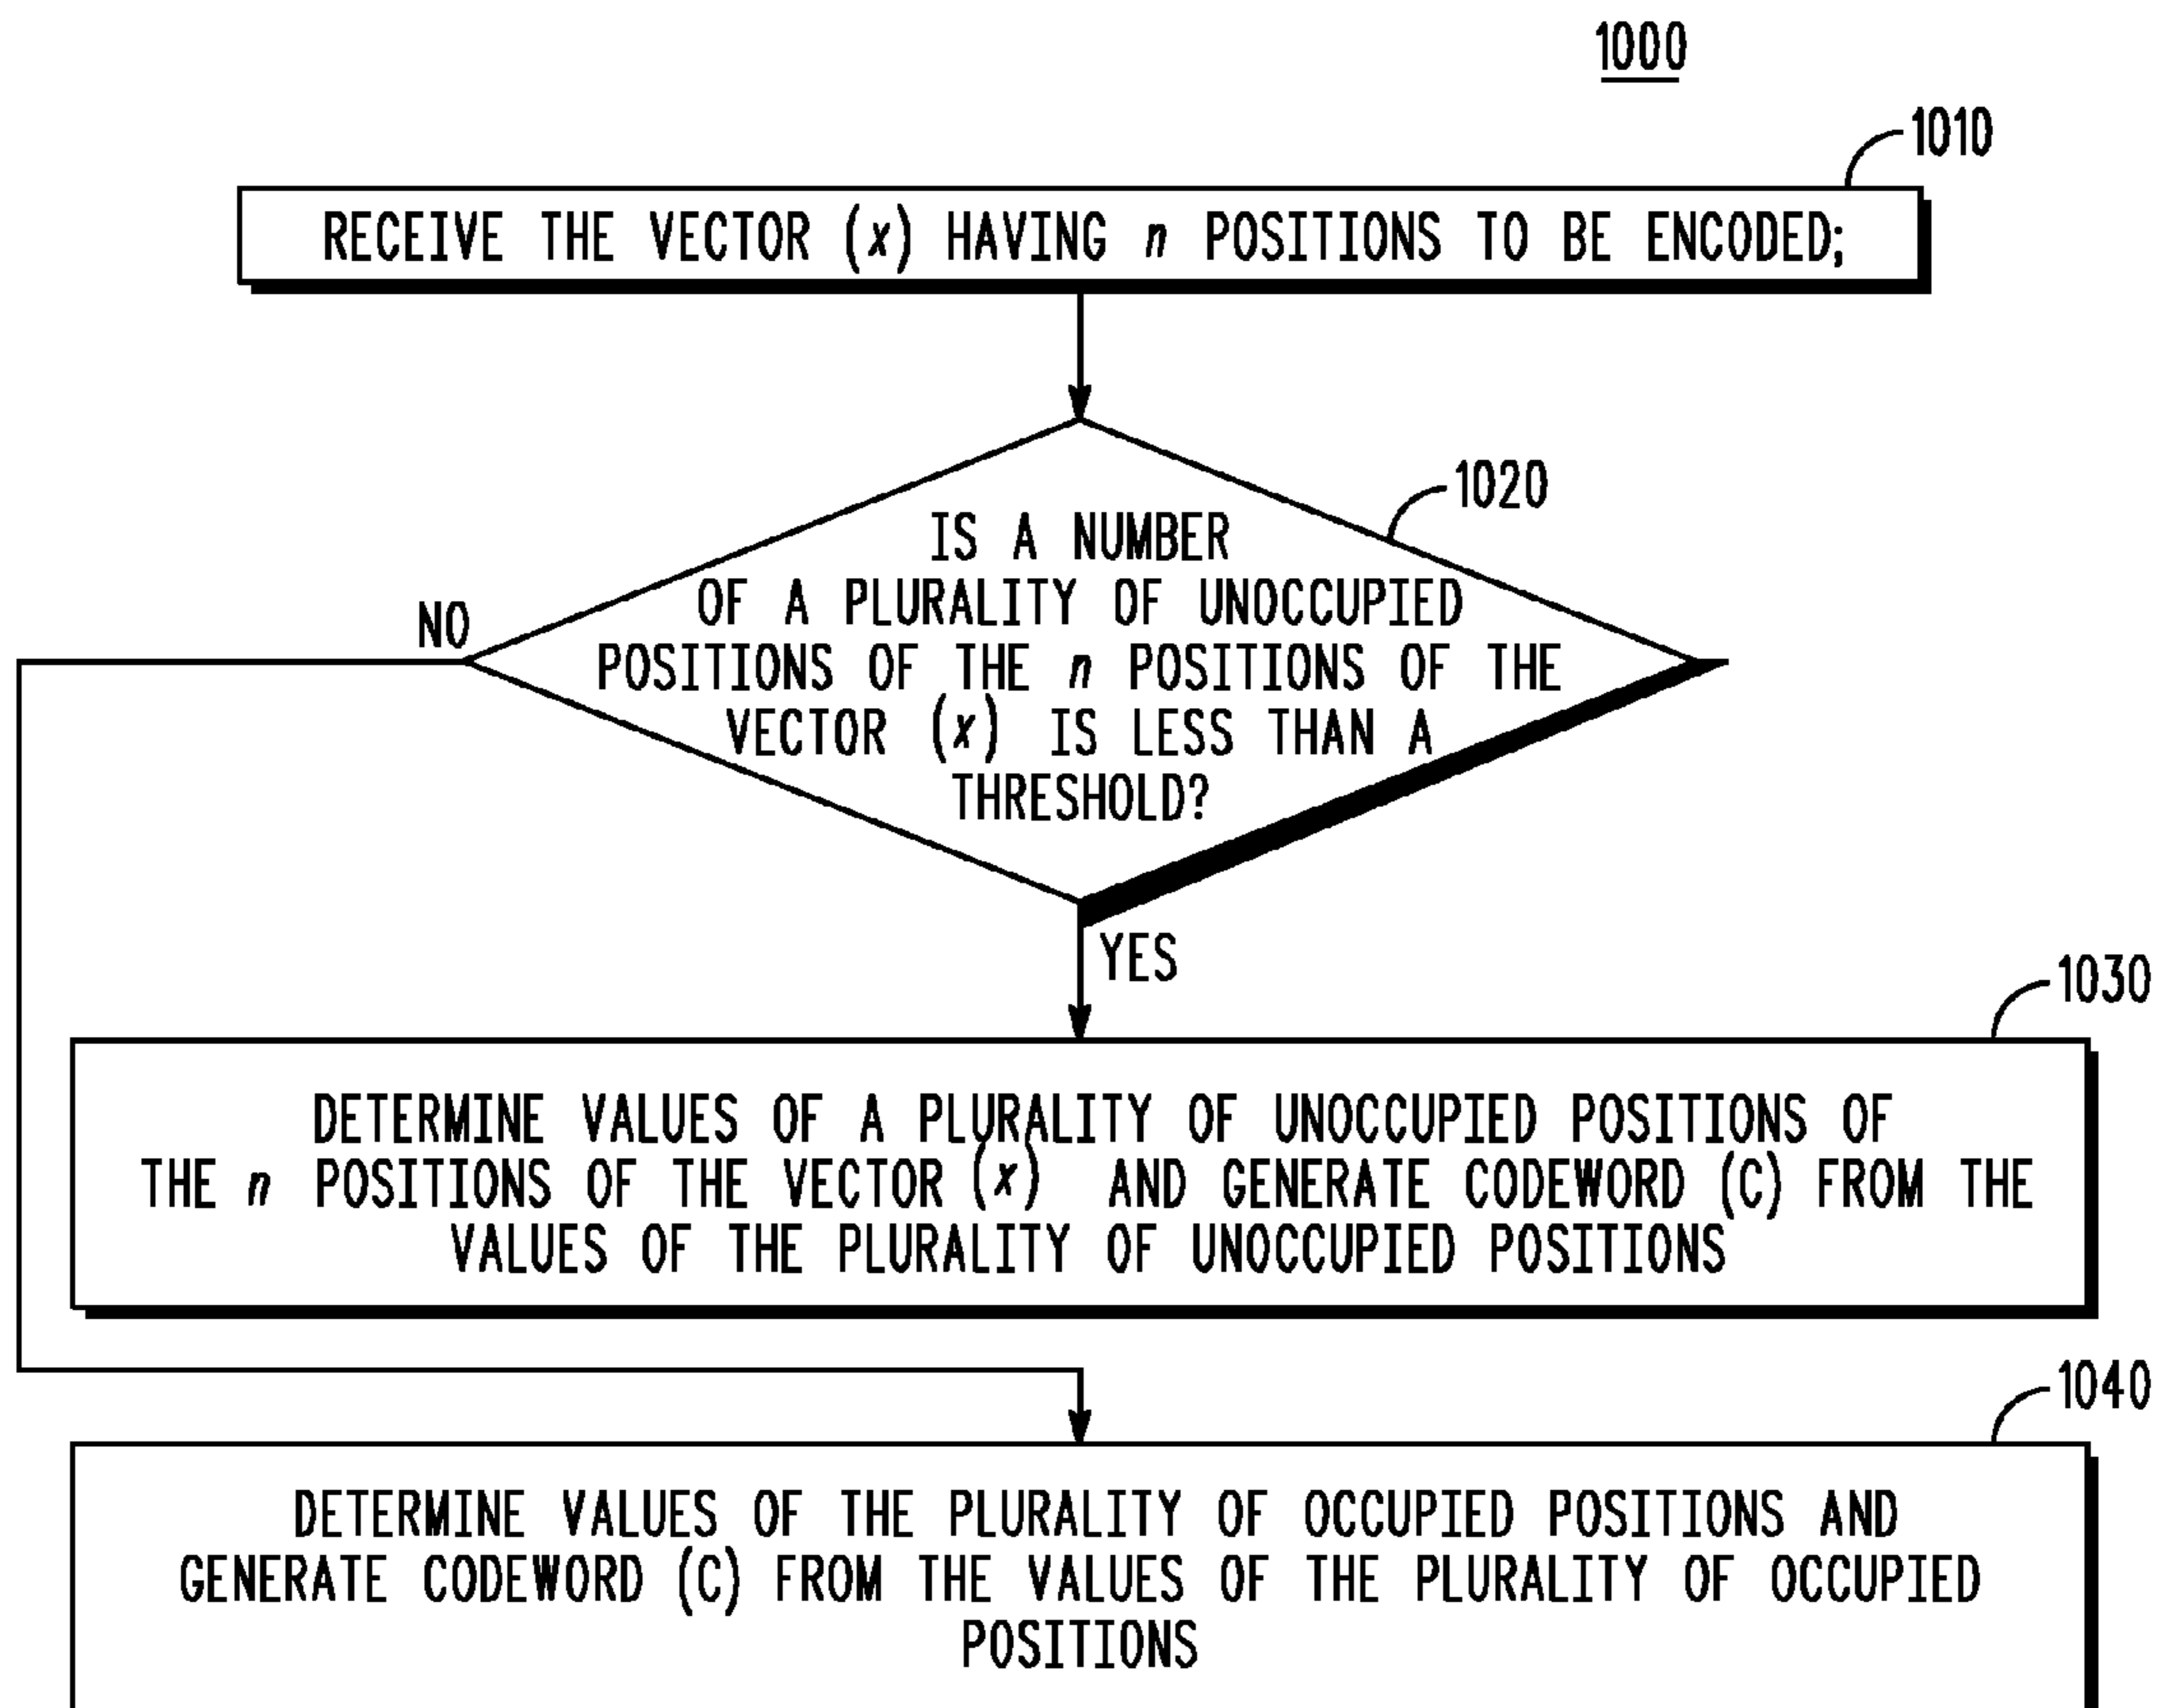 1000
1010
RECEIVE THE VECTOR (x) HAVING n POSITIONS TO BE ENCODED;
1020
IS A NUMBER
OF A PLURALITY OF UNOCCUPIED
POSITIONS OF THE n POSITIONS OF THE
VECTOR (x) IS LESS THAN A
THRESHOLD?
NO
YES
1030
DETERMINE VALUES OF A PLURALITY OF UNOCCUPIED POSITIONS OF
THE n POSITIONS OF THE VECTOR (x) AND GENERATE CODEWORD (C) FROM THE
VALUES OF THE PLURALITY OF UNOCCUPIED POSITIONS
1040
DETERMINE VALUES OF THE PLURALITY OF OCCUPIED POSITIONS AND
GENERATE CODEWORD (C) FROM THE VALUES OF THE PLURALITY OF OCCUPIED
POSITIONS